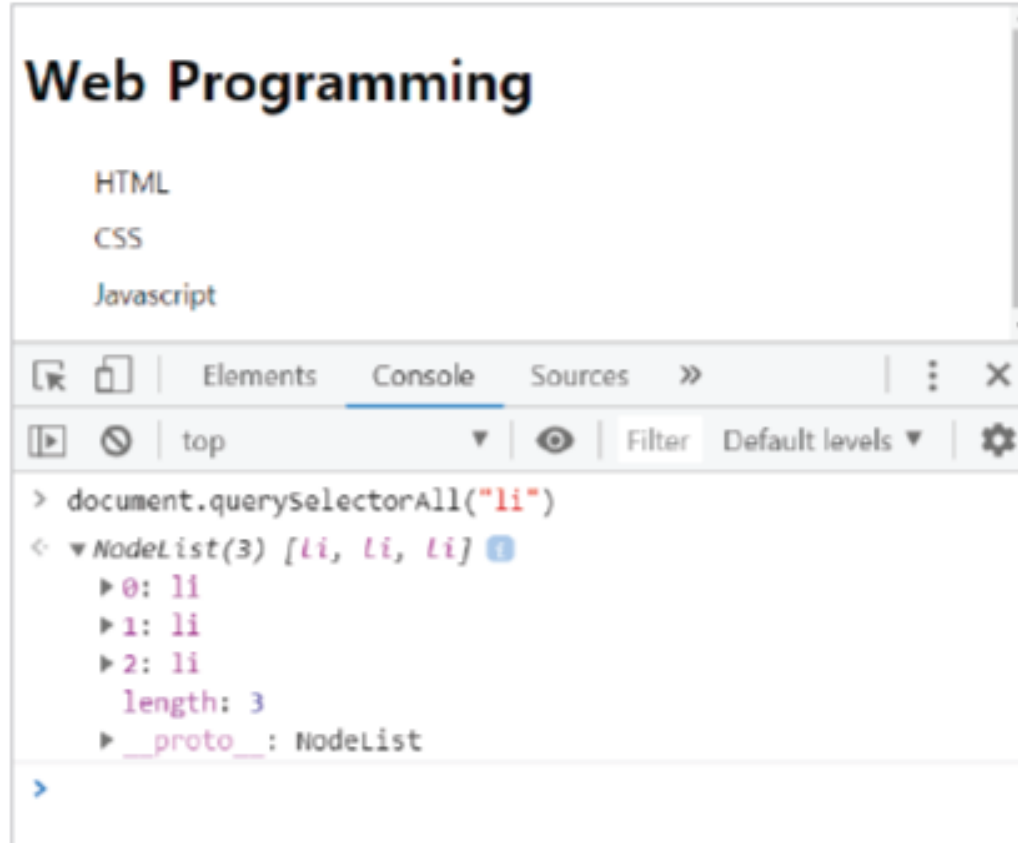 Web Programming
HTML
CSS
Javascript
Elements Console Sources »
top Filter Default levels ▼
> document.querySelectorAll("li")
NodeList(3) [li, li, li] i
0: li
1: li
2: li
length: 3
__proto__: NodeList
>